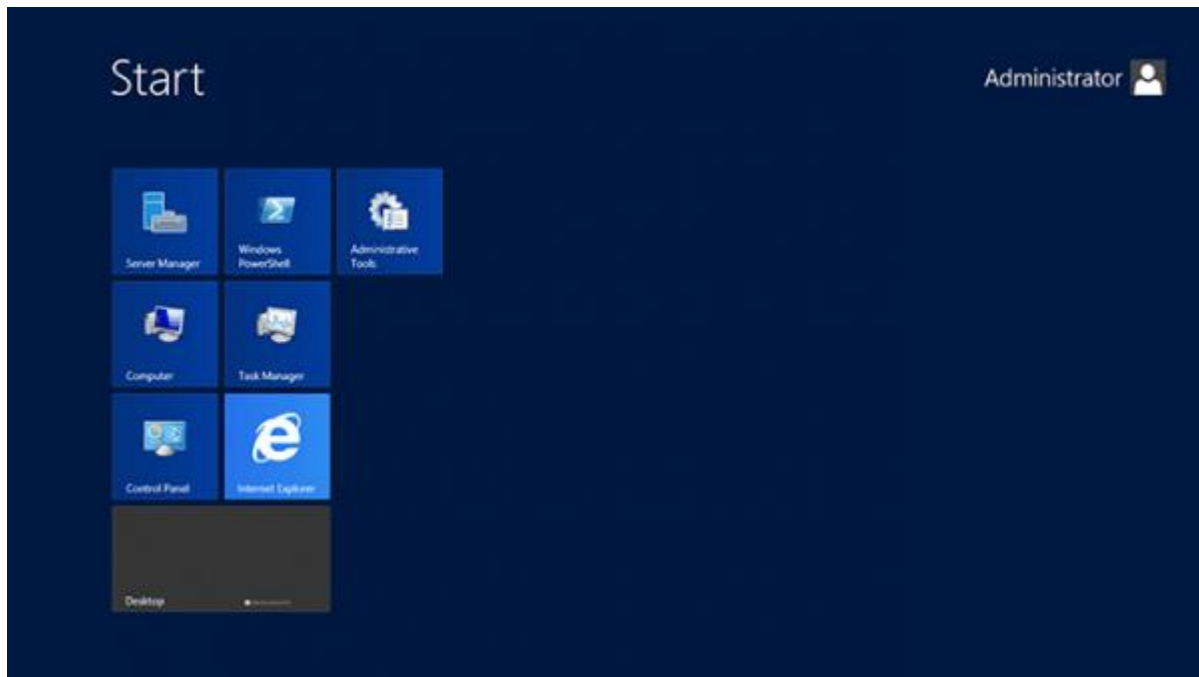 Start
Administrator
Server Manager
Windows
PowerShell
Administrative
Tools
Computer
Task Manager
Control Panel
Internet Explorer
Desktop